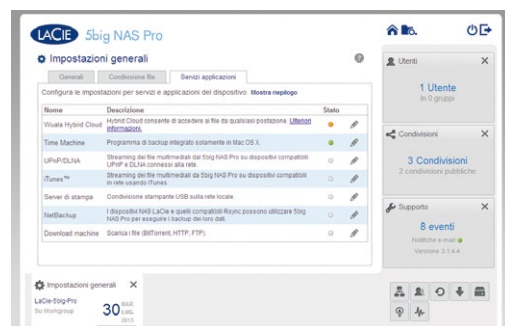 LACIE 5big NAS Pro
Impostazioni generali
Generali
Condivisione file
Servizi applicazioni
Configura le impostazioni per servizi e applicazioni del dispositivo. Mostra riepilogo
Nome Descrizione Stato
Wuala Hybrid Cloud
Hybrid Cloud consente di accedere ai file da qualsiasi postazione. Ulteriori
informazioni.
Time Machine
Programma di backup integrato solamente in Mac OS X.
UPnP/DLNA
Streaming dei file multimediali da 5big NAS Pro su dispositivi compatibili
UPnP e DLNA connessi alla rete.
iTunes™
Streaming dei file multimediali da 5big NAS Pro su dispositivi compatibili
in rete usando iTunes.
Server di stampa
Condivisione stampante USB sulla rete locale.
NetBackup
I dispositivi NAS LaCie e quelli compatibili Rsync possono utilizzare 5big
NAS Pro per eseguire i backup dei loro dati.
Download machine
Scarica i file (BitTorrent, HTTP, FTP).
Utenti
1 Utente
in 0 gruppi
Condivisioni
3 Condivisioni
2 condivisioni pubbliche
Supporto
8 eventi
Notifiche e-mail
Versione 3.1.4.4
Impostazioni generali
LaCie-5big-Pro
Su Workgroup
30
MAR.
LUG.
2013